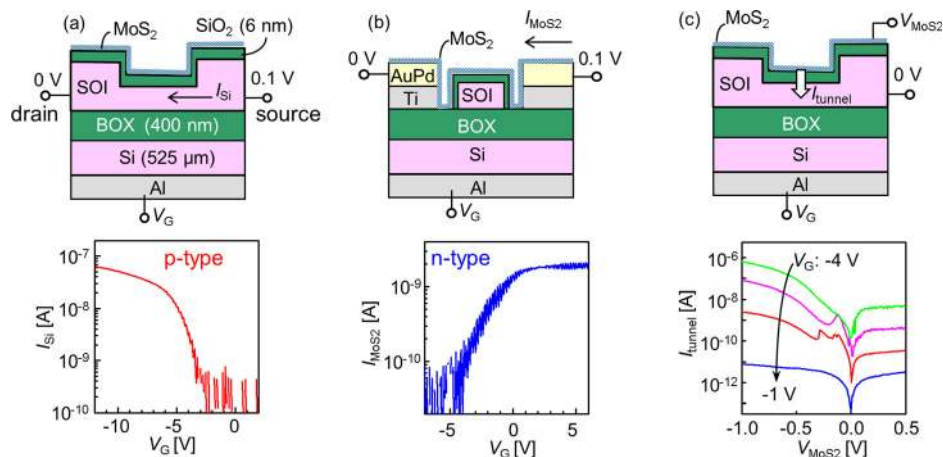 (a)
MoS2
SiO2 (6 nm)
0 V
0.1 V
SOI
ISi
drain
BOX (400 nm)
source
Si (525 µm)
Al
VG
p-type
10-7
10-8
10-9
10-10
ISi [A]
-10
-5
0
VG [V]
(b)
IMoS2
MoS2
0 V
0.1 V
AuPd
Ti
SOI
BOX
Si
Al
VG
n-type
10-9
10-10
IMoS2 [A]
-5
0
5
VG [V]
(c)
MoS2
VMoS2
0 V
SOI
Itunnel
BOX
Si
Al
VG
10-6
10-8
10-10
10-12
Itunnel [A]
VG: -4 V
-1 V
-1.0
-0.5
0.0
0.5
VMoS2 [V]